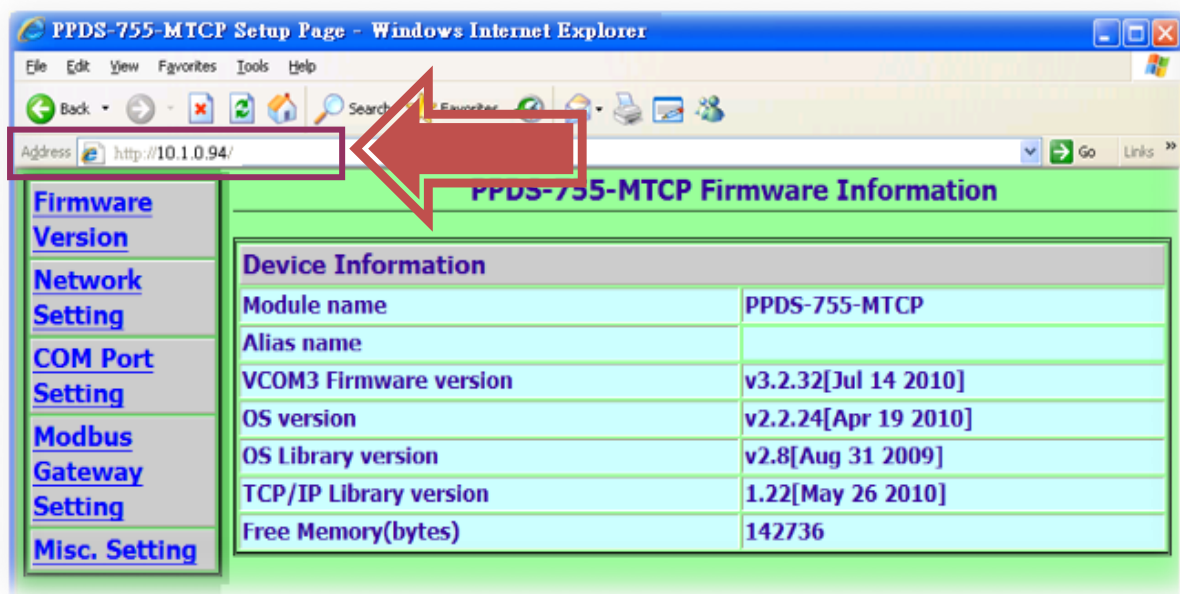 PPDS-755-MTCP Setup Page - Windows Internet Explorer
File Edit View Favorites Tools Help
Back Search Favorites
Address http://10.1.0.94/ Go Links »
PPDS-755-MTCP Firmware Information
Firmware
Version
Network
Setting
COM Port
Setting
Modbus
Gateway
Setting
Misc. Setting
Device Information
Module name PPDS-755-MTCP
Alias name
VCOM3 Firmware version v3.2.32[Jul 14 2010]
OS version v2.2.24[Apr 19 2010]
OS Library version v2.8[Aug 31 2009]
TCP/IP Library version 1.22[May 26 2010]
Free Memory(bytes) 142736